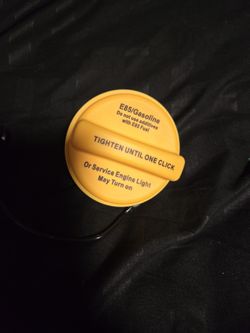 E85/Gasoline
Do not use additives
with E85 Fuel
TIGHTEN UNTIL ONE CLICK
Or Service Engine Light
May Turn on